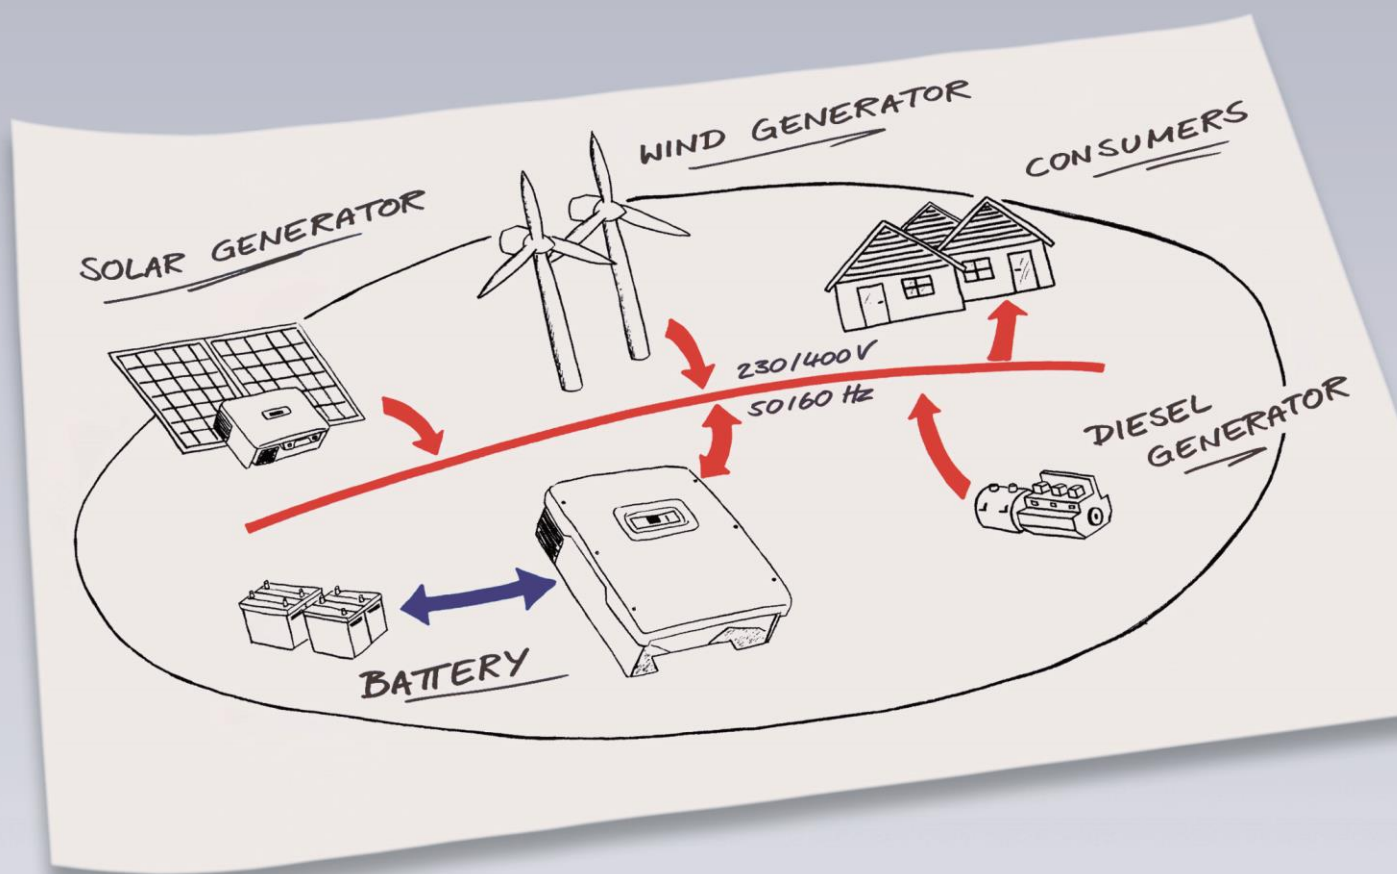 WIND GENERATOR
CONSUMERS
SOLAR GENERATOR
230/400V
50/60 Hz
DIESEL
GENERATOR
BATTERY